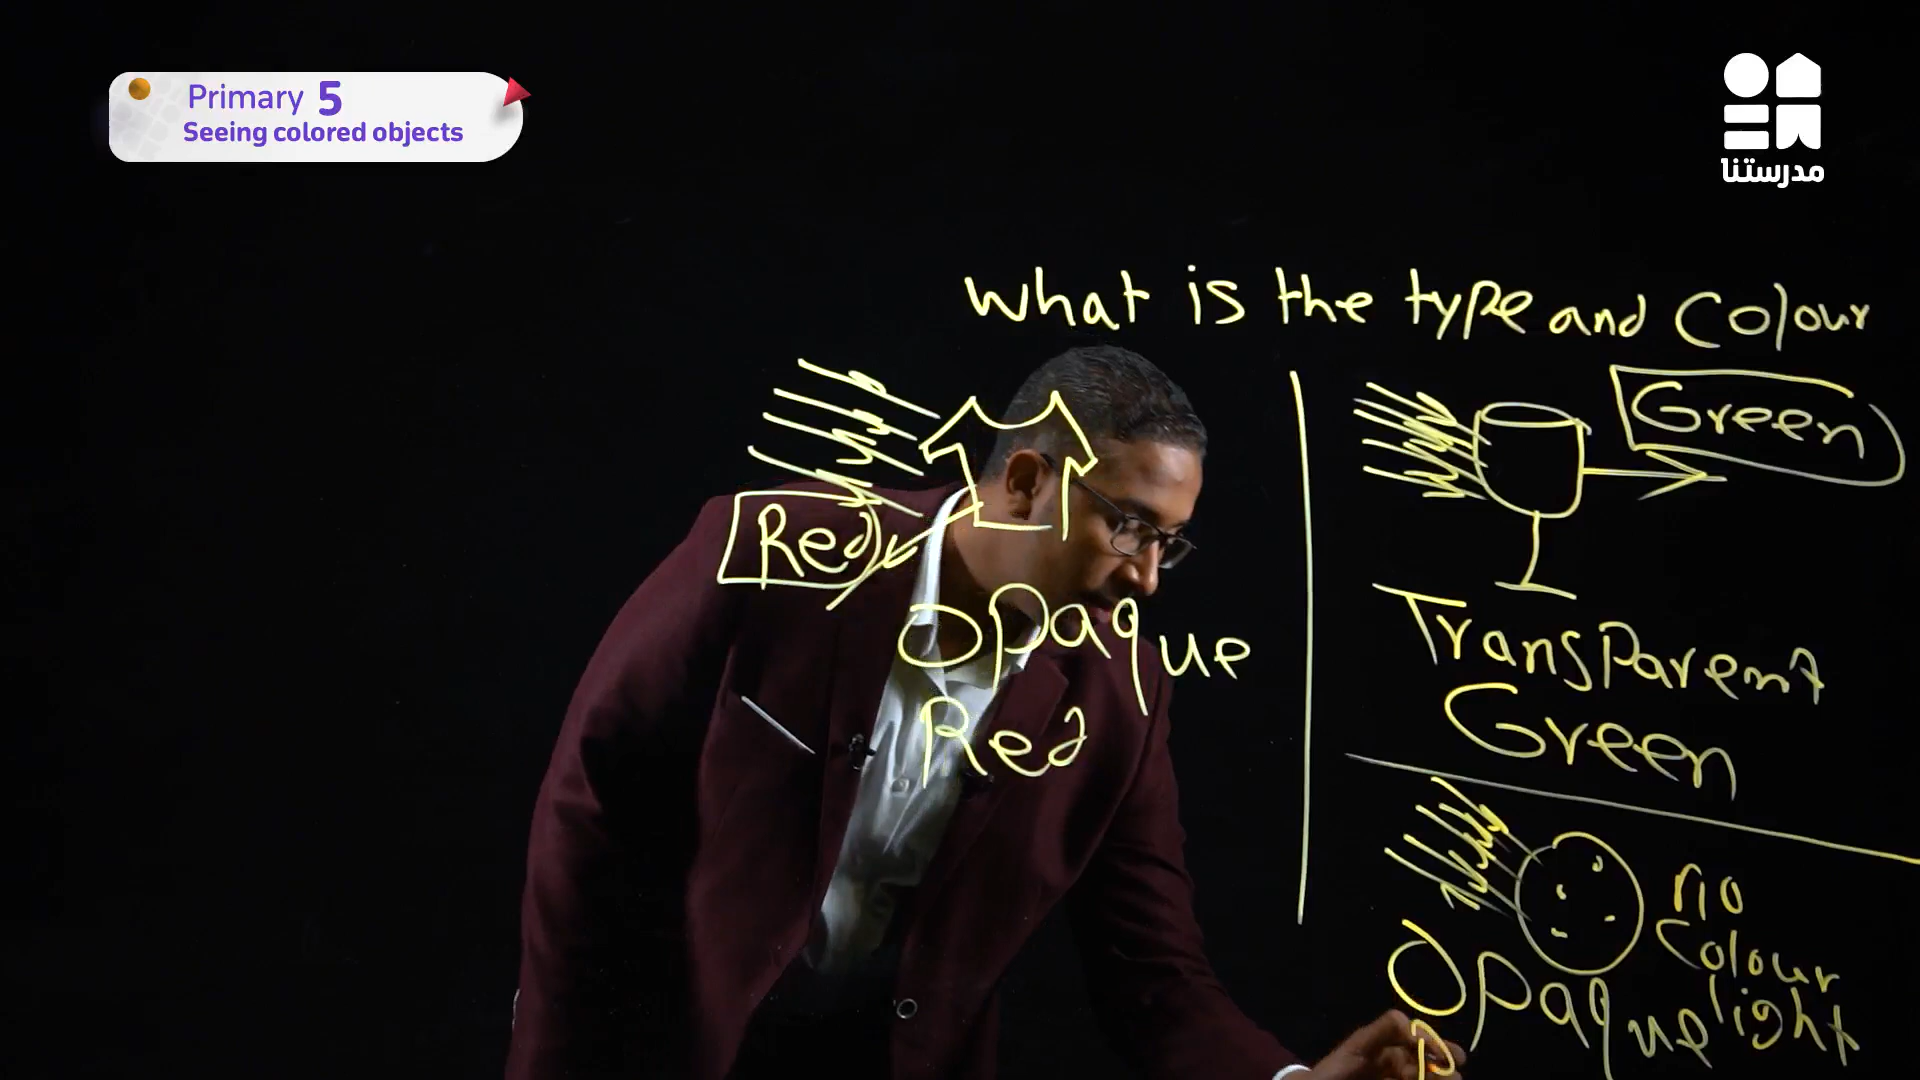 Primary 5
Seeing colored objects
مدرستنا
What is the type and Colour
Red
Opaque
Red
Green
Transparent
Green
no
Colour
light
Opaque